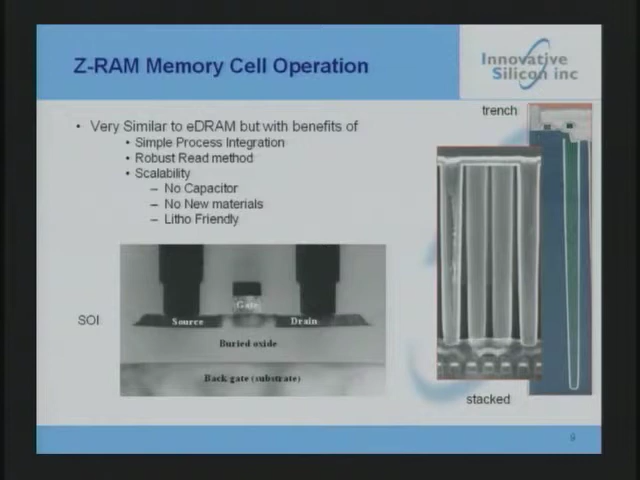 Z-RAM Memory Cell Operation
Innovative
Silicon inc
• Very Similar to eDRAM but with benefits of
• Simple Process Integration
• Robust Read method
• Scalability
– No Capacitor
– No New materials
– Litho Friendly
trench
SOI
Gate
Source
Drain
Buried oxide
Back gate (substrate)
stacked
9